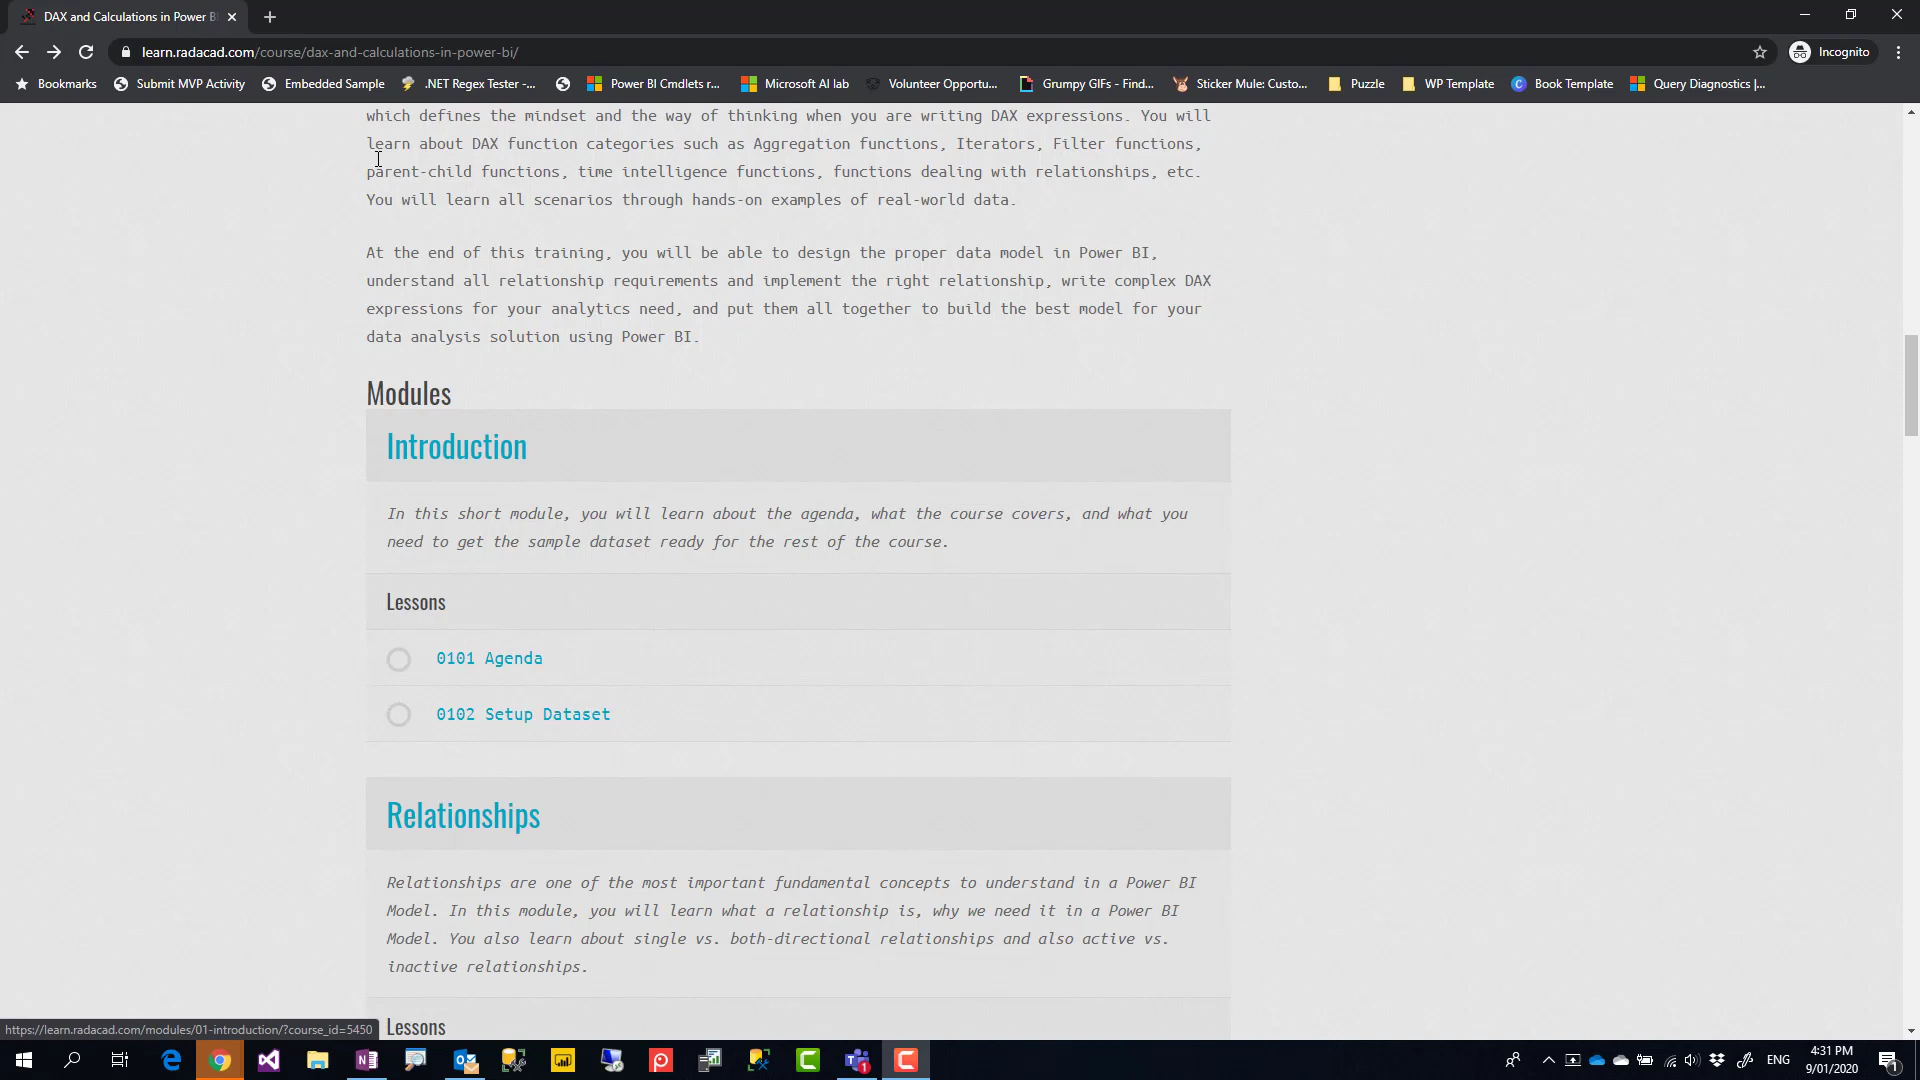 DAX and Calculations in Power B
learn.radacad.com/course/dax-and-calculations-in-power-bi/
Incognito
Bookmarks
Submit MVP Activity
Embedded Sample
.NET Regex Tester -...
Power BI Cmdlets r...
Microsoft AI lab
Volunteer Opportu...
Grumpy GIFs - Find...
Sticker Mule: Custo...
Puzzle
WP Template
Book Template
Query Diagnostics |...
which defines the mindset and the way of thinking when you are writing DAX expressions. You will
learn about DAX function categories such as Aggregation functions, Iterators, Filter functions,
parent-child functions, time intelligence functions, functions dealing with relationships, etc.
You will learn all scenarios through hands-on examples of real-world data.
At the end of this training, you will be able to design the proper data model in Power BI,
understand all relationship requirements and implement the right relationship, write complex DAX
expressions for your analytics need, and put them all together to build the best model for your
data analysis solution using Power BI.
Modules
Introduction
In this short module, you will learn about the agenda, what the course covers, and what you
need to get the sample dataset ready for the rest of the course.
Lessons
0101 Agenda
0102 Setup Dataset
Relationships
Relationships are one of the most important fundamental concepts to understand in a Power BI
Model. In this module, you will learn what a relationship is, why we need it in a Power BI
Model. You also learn about single vs. both-directional relationships and also active vs.
inactive relationships.
Lessons
https://learn.radacad.com/modules/01-introduction/?course_id=5450
ENG
4:31 PM
9/01/2020